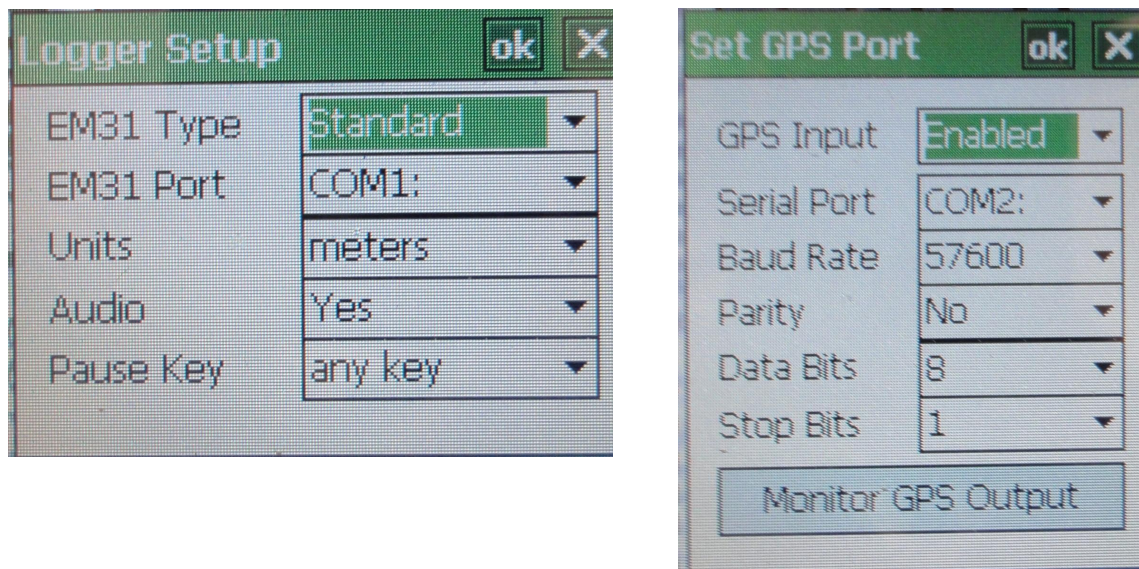 Logger Setup ok X
EM31 Type Standard
EM31 Port COM1:
Units meters
Audio Yes
Pause Key any key
Set GPS Port ok X
GPS Input Enabled
Serial Port COM2:
Baud Rate 57600
Parity No
Data Bits 8
Stop Bits 1
Monitor GPS Output